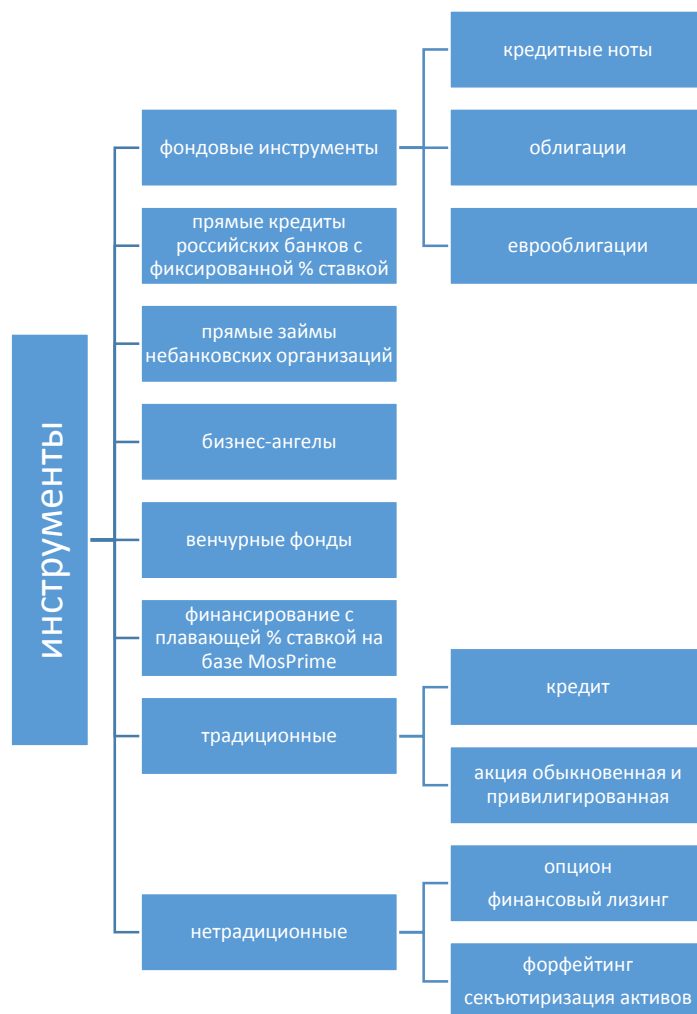 инструменты
фондовые инструменты
кредитные ноты
облигации
еврооблигации
прямые кредиты
российских банков с
фиксированной % ставкой
прямые займы
небанковских организаций
бизнес-ангелы
венчурные фонды
финансирование с
плавающей % ставкой на
базе MosPrime
традиционные
кредит
акция обыкновенная и
привилигированная
нетрадиционные
опцион
финансовый лизинг
форфейтинг
секъютиризация активов